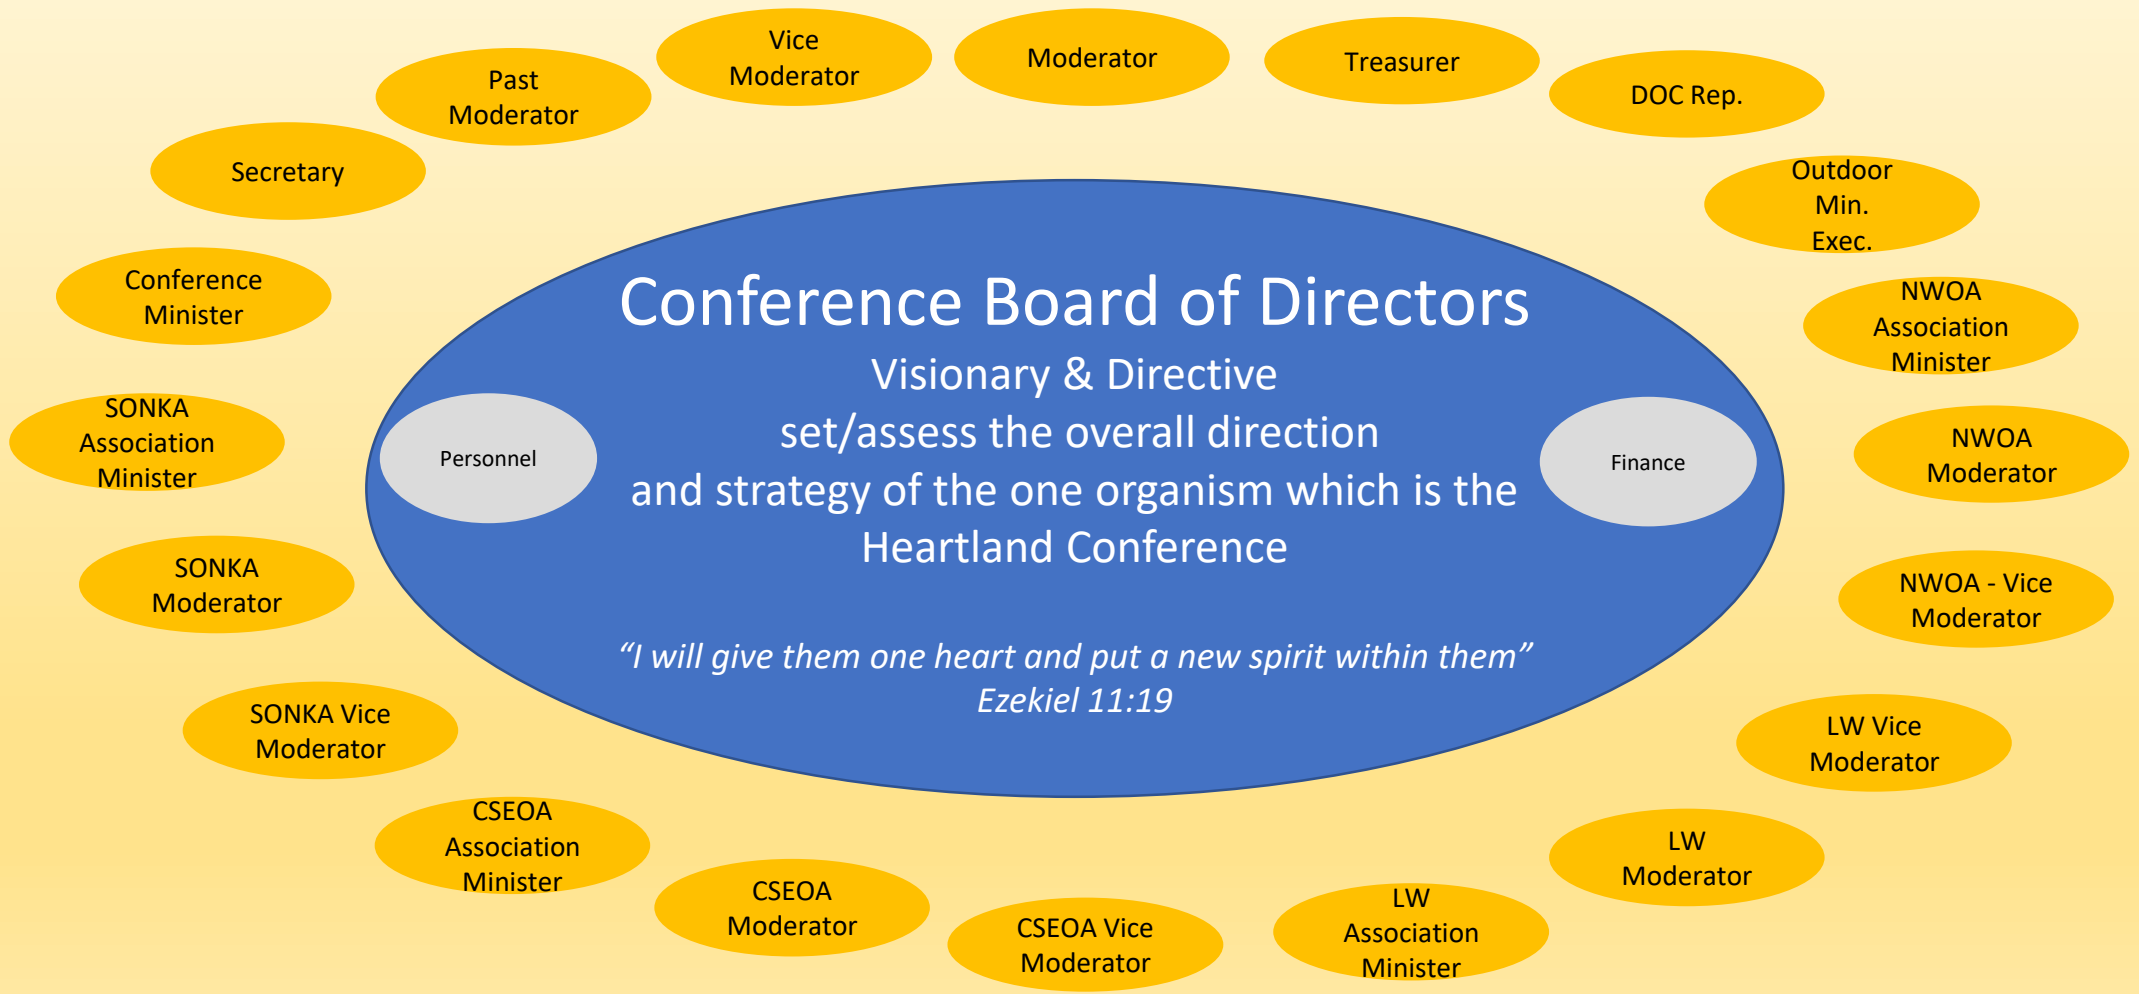 Vice
Moderator
Moderator
Treasurer
Past
Moderator
DOC Rep.
Secretary
Outdoor
Min.
Exec.
Conference
Minister
NWOA
Association
Minister
Conference Board of Directors
Visionary & Directive
set/assess the overall direction
and strategy of the one organism which is the
Heartland Conference
“I will give them one heart and put a new spirit within them”
Ezekiel 11:19
Personnel
Finance
SONKA
Association
Minister
NWOA
Moderator
SONKA
Moderator
NWOA - Vice
Moderator
SONKA Vice
Moderator
LW Vice
Moderator
CSEOA
Association
Minister
LW
Moderator
CSEOA
Moderator
CSEOA Vice
Moderator
LW
Association
Minister